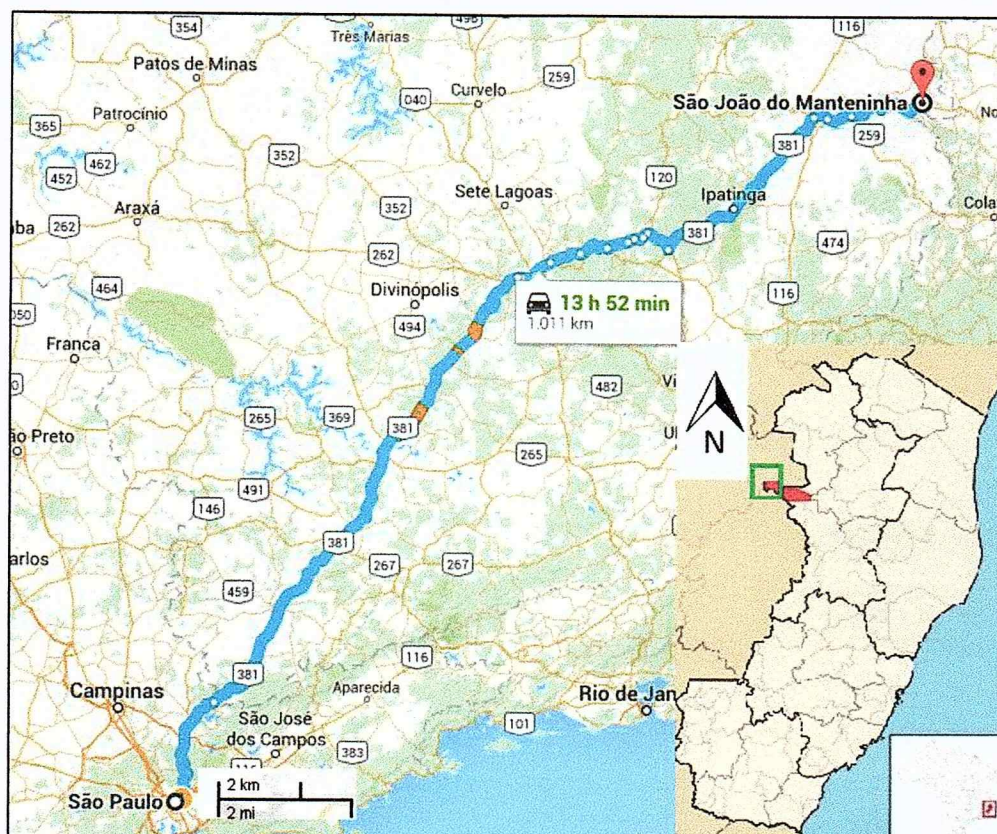 354
Três Marias
116
Patos de Minas
259
Curvelo
040
São João do Manteninha
365
Patrocínio
No
381
259
462
352
452
120
Sete Lagoas
Ipatinga
Araxá
352
Cola
262
381
474
262
464
Divinópolis
116
13 h 52 min
1.011 km
050
494
Franca
482
Vi
369
265
381
N
ão Preto
265
491
146
381
arlos
267
267
459
116
381
Aparecida
Campinas
Rio de Jan
São José
dos Campos
101
383
116
2 km
São Paulo
2 mi